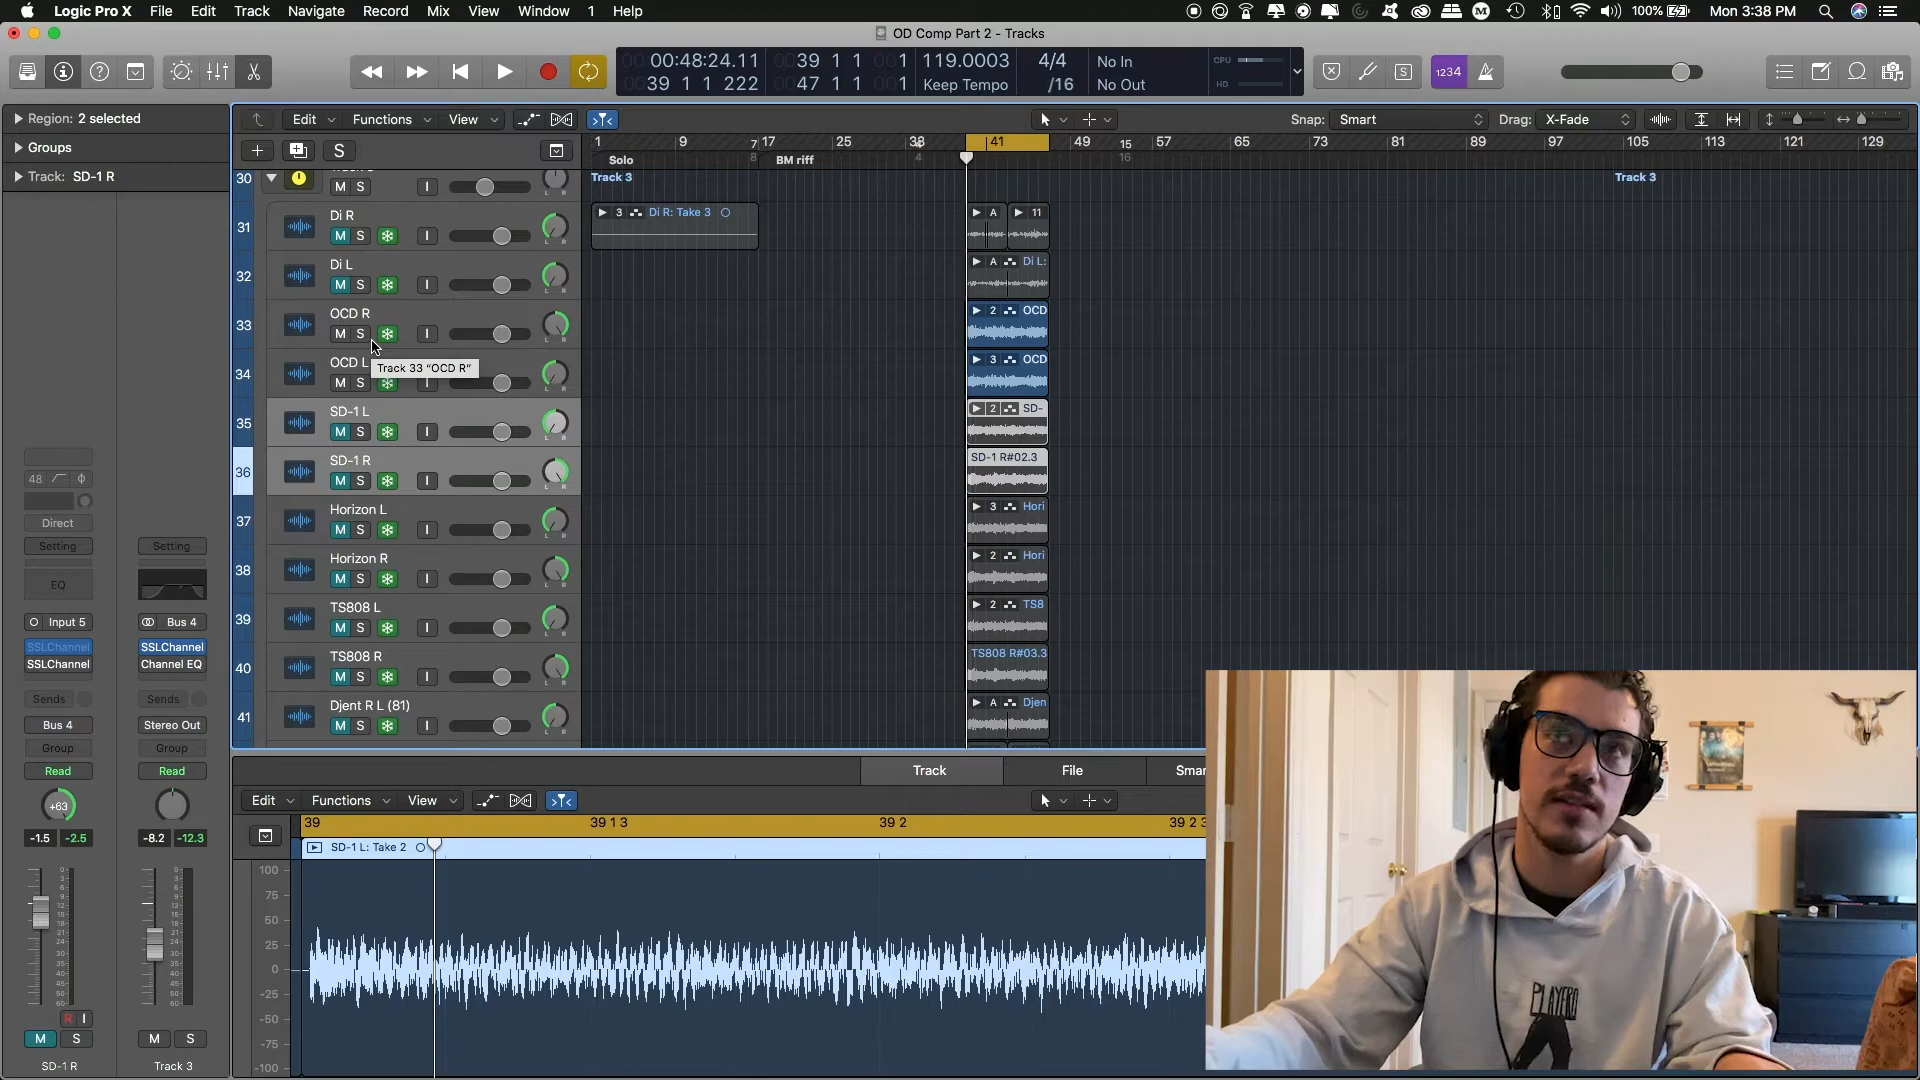 Logic Pro X File Edit Track Navigate Record Mix View Window 1 Help
100% Mon 3:38 PM
OD Comp Part 2 - Tracks
00:48:24.11 39 1 1 1 119.0003 4/4 No In CPU
39 1 1 222 47 1 1 1 Keep Tempo /16 No Out HD
1234
Region: 2 selected
Groups
Track: SD-1 R
Edit Functions View
Snap: Smart Drag: X-Fade
S
1 9 17 25 33 41 49 57 65 73 81 89 97 105 113 121 129
Solo 7 8 BM riff 4 15 16
Track 3 Track 3
30 M S I
31 Di R M S I 3 Di R: Take 3 A 11
32 Di L M S I A Di L:
33 OCD R M S I 2 OCD
Track 33 "OCD R"
34 OCD L M S I 3 OCD
35 SD-1 L M S I 2 SD-
36 SD-1 R M S I SD-1 R#02.3
37 Horizon L M S I 3 Hori
38 Horizon R M S I 2 Hori
39 TS808 L M S I 2 TS8
40 TS808 R M S I TS808 R#03.3
41 Djent R L (81) M S I A Djen
48
Direct
Setting Setting
EQ
Input 5 Bus 4
SSLChannel SSLChannel
SSLChannel Channel EQ
Sends Sends
Bus 4 Stereo Out
Group Group
Read Read
+63
-1.5 -2.5 -8.2 -12.3
R I
M S M S
SD-1 R Track 3
Track File Smar
Edit Functions View
39 39 1 3 39 2 39 2 3
SD-1 L: Take 2
100
75
50
25
0
-25
-50
-75
-100
PLAYERO